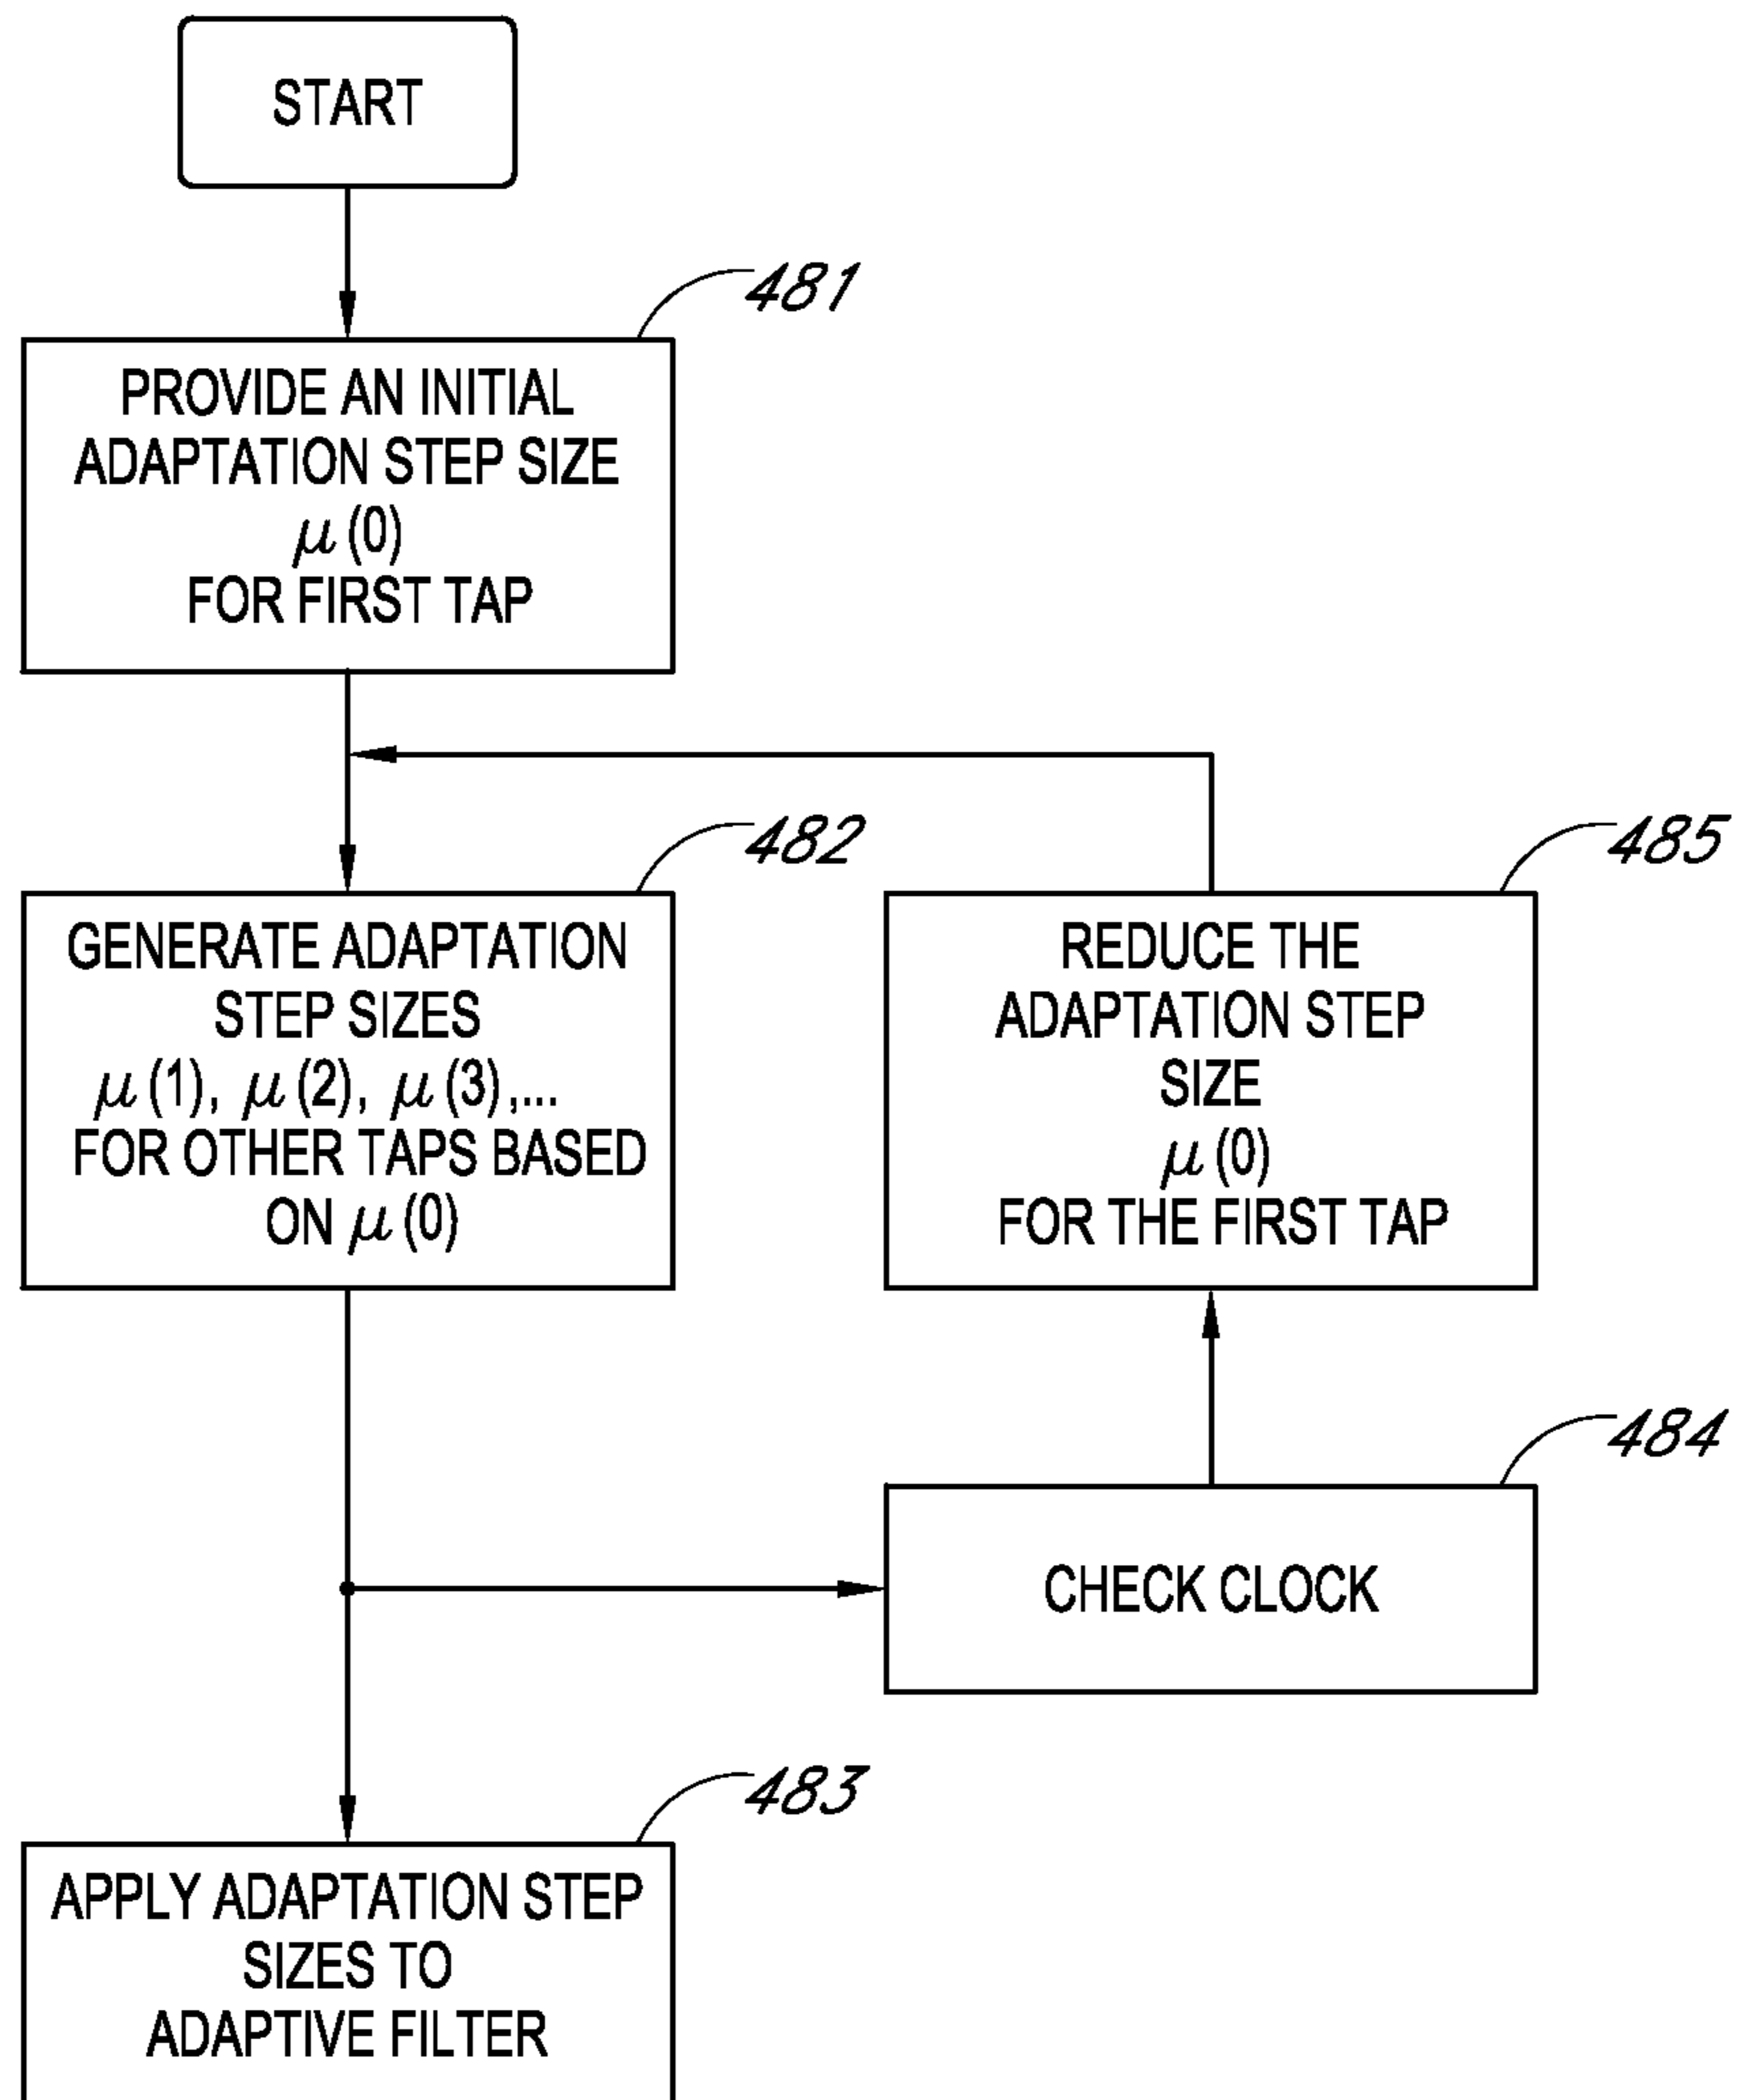 START
481
PROVIDE AN INITIAL
ADAPTATION STEP SIZE
μ(0)
FOR FIRST TAP
482
GENERATE ADAPTATION
STEP SIZES
μ(1), μ(2), μ(3),...
FOR OTHER TAPS BASED
ON μ(0)
485
REDUCE THE
ADAPTATION STEP
SIZE
μ(0)
FOR THE FIRST TAP
484
CHECK CLOCK
483
APPLY ADAPTATION STEP
SIZES TO
ADAPTIVE FILTER